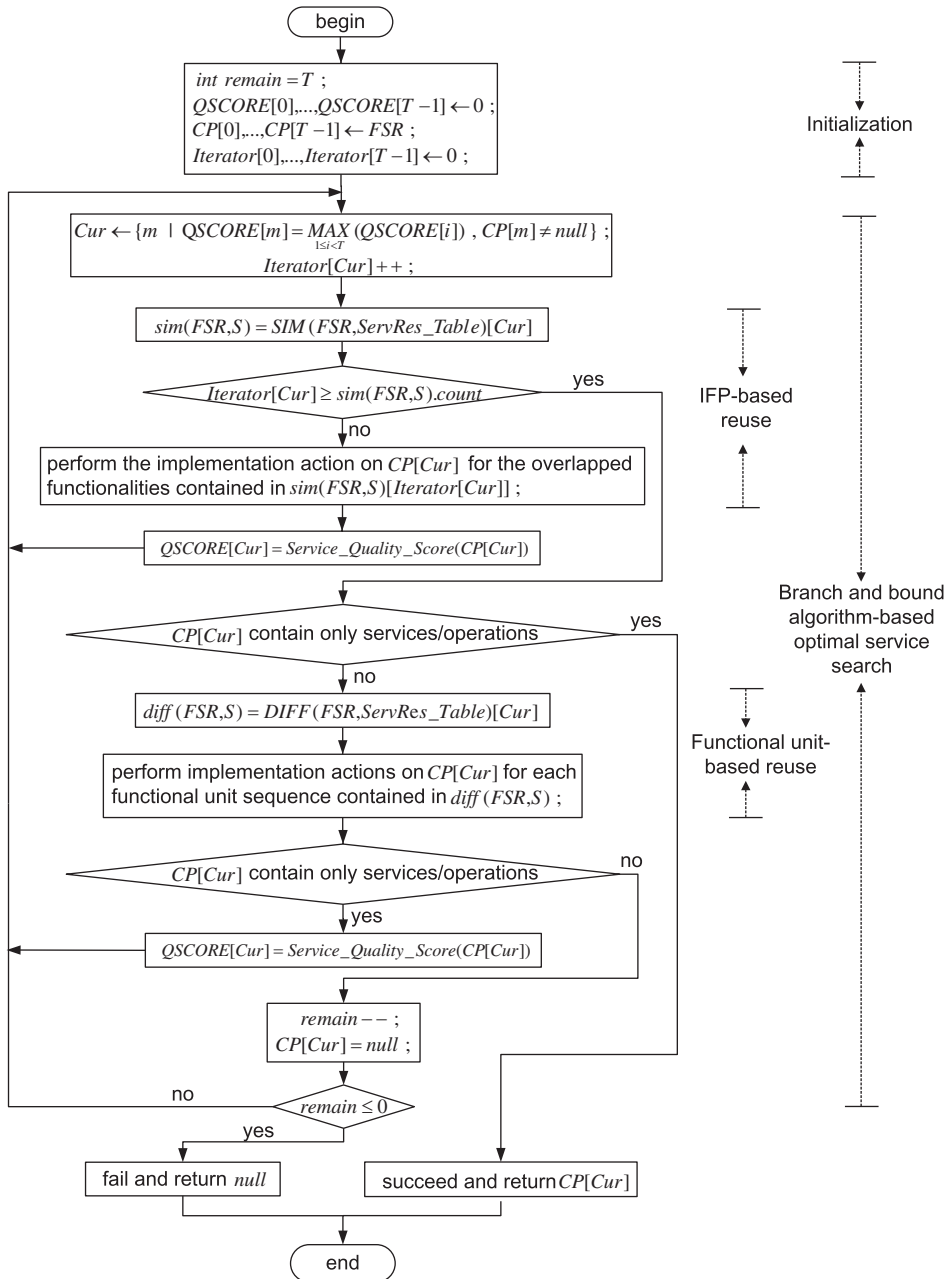 begin
int remain = T ;
QSCORE[0],...,QSCORE[T−1]←0 ;
CP[0],...,CP[T−1]←FSR ;
Iterator[0],...,Iterator[T−1]←0 ;
Initialization
Cur←{m | QSCORE[m]=MAX(QSCORE[i]) , CP[m]≠null} ;
1≤i<T
Iterator[Cur]++ ;
sim(FSR,S)=SIM(FSR,ServRes_Table)[Cur]
Iterator[Cur]≥sim(FSR,S).count
yes
IFP-based
reuse
no
perform the implementation action on CP[Cur] for the overlapped
functionalities contained in sim(FSR,S)[Iterator[Cur]] ;
QSCORE[Cur]=Service_Quality_Score(CP[Cur])
Branch and bound
algorithm-based
optimal service
search
CP[Cur] contain only services/operations
yes
no
diff(FSR,S)=DIFF(FSR,ServRes_Table)[Cur]
Functional unit-
based reuse
perform implementation actions on CP[Cur] for each
functional unit sequence contained in diff(FSR,S) ;
CP[Cur] contain only services/operations
no
yes
QSCORE[Cur]=Service_Quality_Score(CP[Cur])
remain−− ;
CP[Cur]=null ;
no
remain≤0
yes
fail and return null
succeed and return CP[Cur]
end